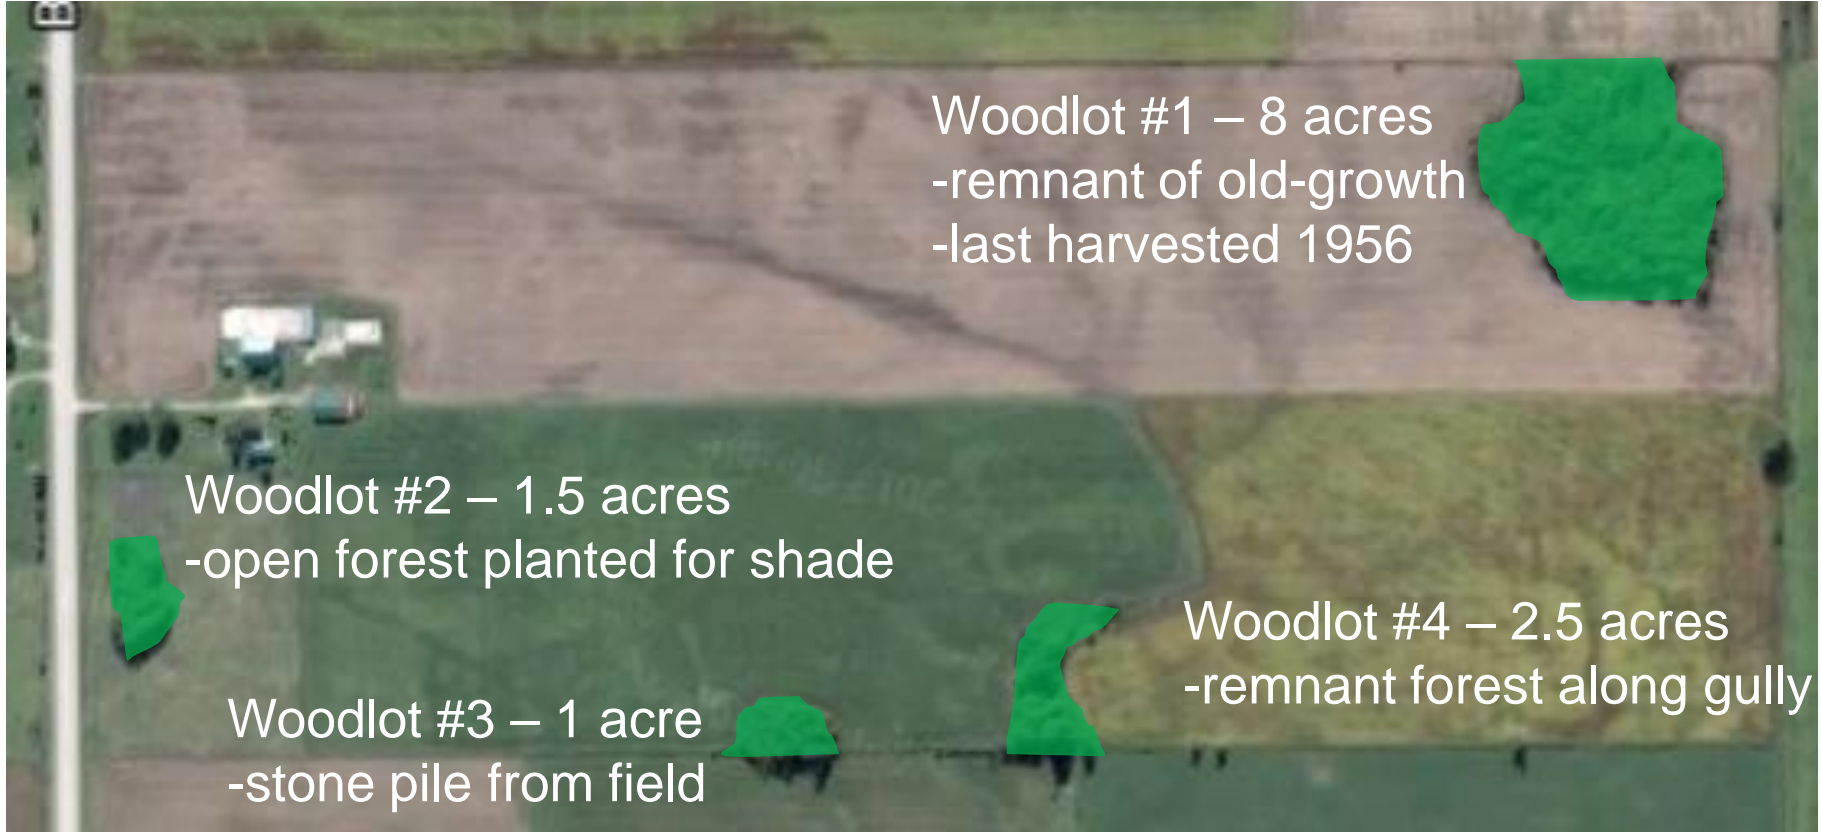 B
Woodlot #1 – 8 acres
-remnant of old-growth
-last harvested 1956
Woodlot #2 – 1.5 acres
-open forest planted for shade
Woodlot #4 – 2.5 acres
-remnant forest along gully
Woodlot #3 – 1 acre
-stone pile from field